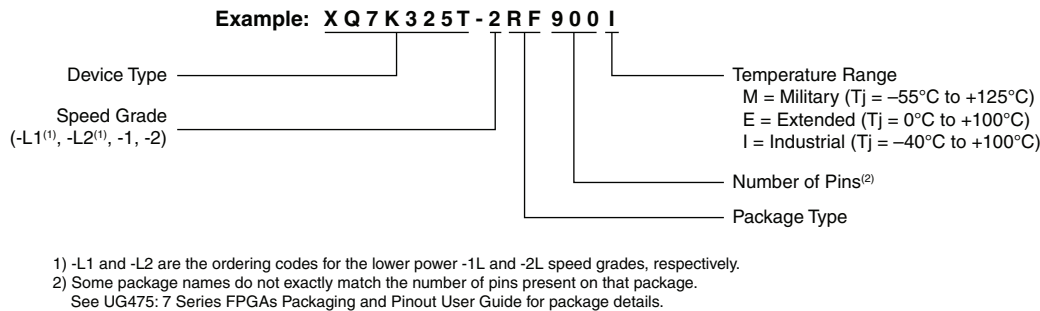 Example: XQ7K325T-2RF900I
Device Type
Speed Grade
(-L1(1), -L2(1), -1, -2)
Temperature Range
M = Military (Tj = –55°C to +125°C)
E = Extended (Tj = 0°C to +100°C)
I = Industrial (Tj = –40°C to +100°C)
Number of Pins(2)
Package Type
1) -L1 and -L2 are the ordering codes for the lower power -1L and -2L speed grades, respectively.
2) Some package names do not exactly match the number of pins present on that package.
See UG475: 7 Series FPGAs Packaging and Pinout User Guide for package details.